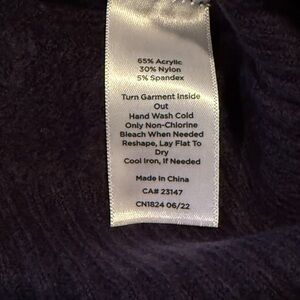 65% Acrylic
30% Nylon
5% Spandex
Turn Garment Inside
Out
Hand Wash Cold
Only Non-Chlorine
Bleach When Needed
Reshape, Lay Flat To
Dry
Cool Iron, If Needed
Made in China
CA# 23147
CN1824 06/22